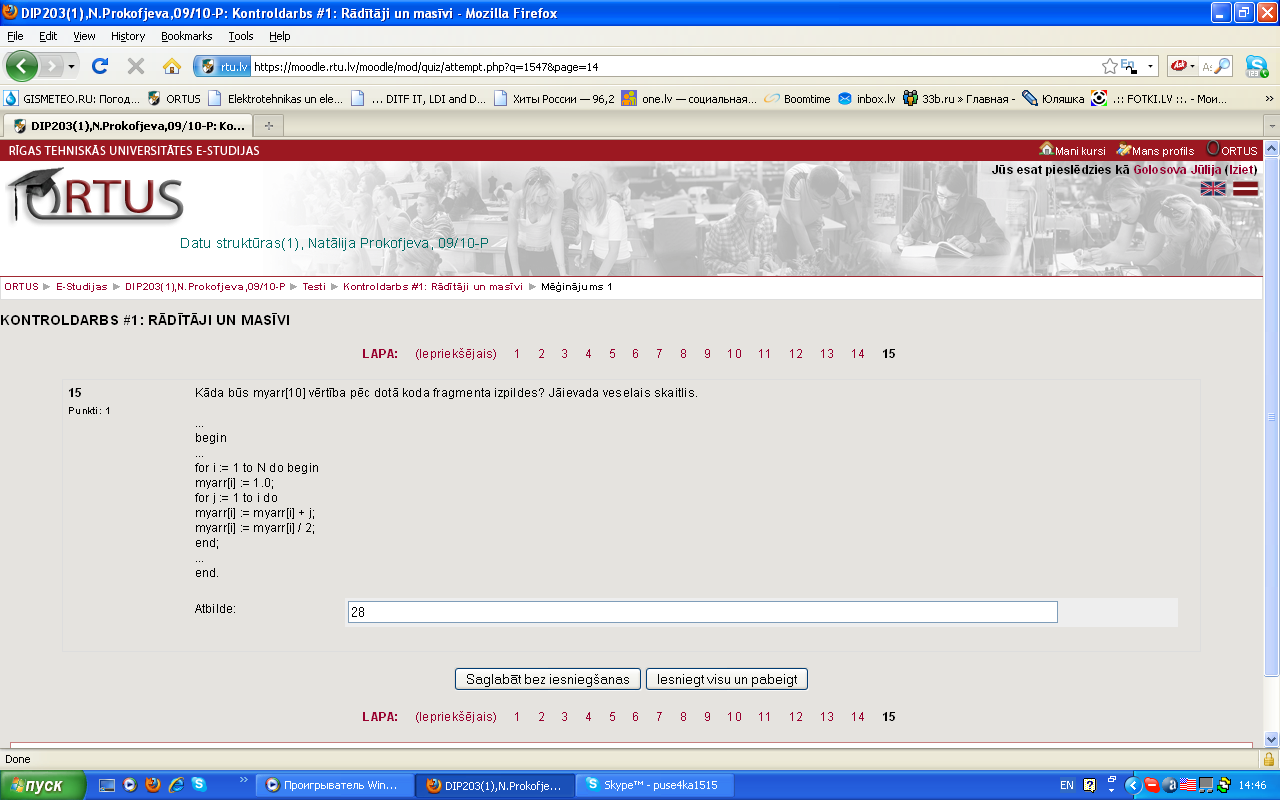 DIP203(1),N.Prokofjeva,09/10-P: Kontroldarbs #1: Rādītāji un masīvi - Mozilla Firefox
File Edit View History Bookmarks Tools Help
rtu.lv https://moodle.rtu.lv/moodle/mod/quiz/attempt.php?q=1547&page=14
GISMETEO.RU: Погод... ORTUS Elektrotehnikas un ele... ... DITF IT, LDI and D... Хиты России — 96,2 one.lv — социальная... Boomtime inbox.lv 33b.ru » Главная - Юляшка .:: FOTKI.LV ::. - Мои... »
DIP203(1),N.Prokofjeva,09/10-P: Ko...
RĪGAS TEHNISKĀS UNIVERSITĀTES E-STUDIJAS Mani kursi Mans profils ORTUS
Jūs esat pieslēdzies kā Golosova Jūlija (Iziet)
ORTUS
Datu struktūras(1), Natālija Prokofjeva, 09/10-P
ORTUS ► E-Studijas ► DIP203(1),N.Prokofjeva,09/10-P ► Testi ► Kontroldarbs #1: Rādītāji un masīvi ► Mēģinājums 1
KONTROLDARBS #1: RĀDĪTĀJI UN MASĪVI
LAPA: (Iepriekšējais) 1 2 3 4 5 6 7 8 9 10 11 12 13 14 15
15
Punkti: 1
Kāda būs myarr[10] vērtība pēc dotā koda fragmenta izpildes? Jāievada veselais skaitlis.
...
begin
...
for i := 1 to N do begin
myarr[i] := 1.0;
for j := 1 to i do
myarr[i] := myarr[i] + j;
myarr[i] := myarr[i] / 2;
end;
...
end.
Atbilde: 28
Saglabāt bez iesniegšanas Iesniegt visu un pabeigt
LAPA: (Iepriekšējais) 1 2 3 4 5 6 7 8 9 10 11 12 13 14 15
Done
пуск » Проигрыватель Win... DIP203(1),N.Prokofje... Skype™ - puse4ka1515 EN 14:46